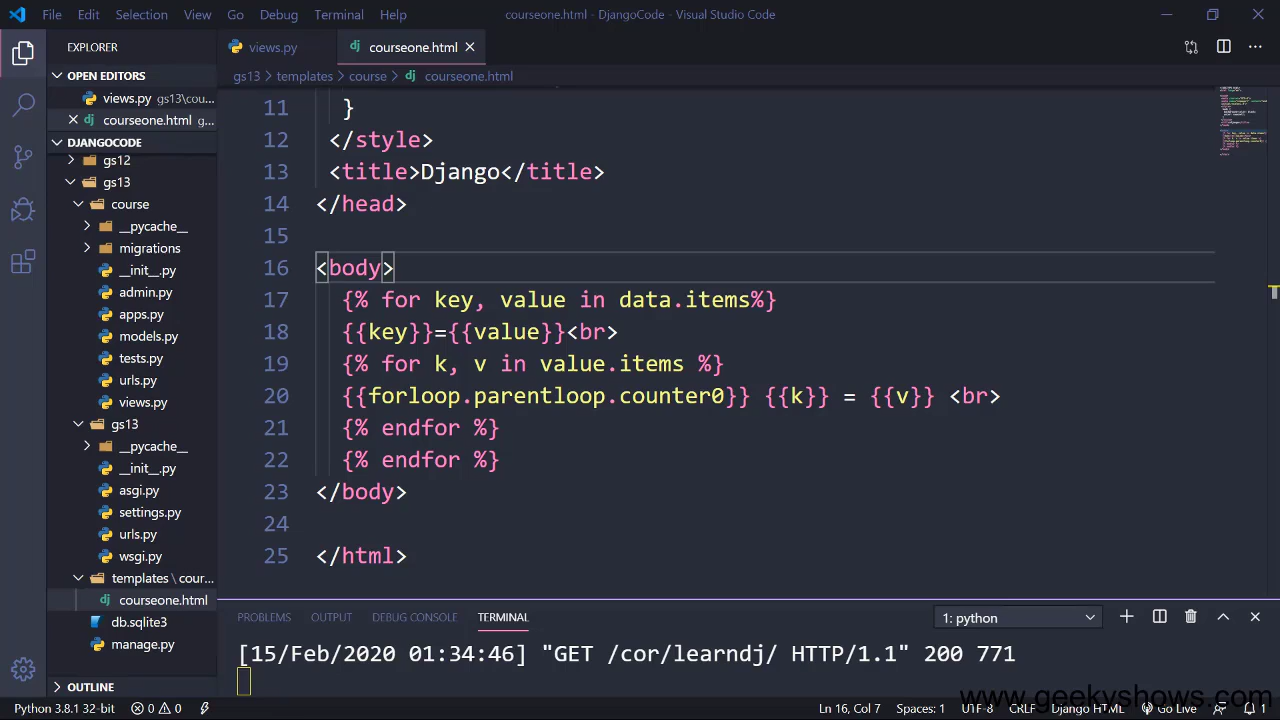 File Edit Selection View Go Debug Terminal Help courseone.html - DjangoCode - Visual Studio Code
EXPLORER
OPEN EDITORS
views.py gs13\cou...
courseone.html g...
DJANGOCODE
gs12
gs13
course
__pycache__
migrations
__init__.py
admin.py
apps.py
models.py
tests.py
urls.py
views.py
gs13
__pycache__
__init__.py
asgi.py
settings.py
urls.py
wsgi.py
templates \ cour...
courseone.html
db.sqlite3
manage.py
OUTLINE
views.py courseone.html
gs13 > templates > course > courseone.html
11 }
12 </style>
13 <title>Django</title>
14 </head>
15
16 <body>
17 {% for key, value in data.items%}
18 {{key}}={{value}}<br>
19 {% for k, v in value.items %}
20 {{forloop.parentloop.counter0}} {{k}} = {{v}} <br>
21 {% endfor %}
22 {% endfor %}
23 </body>
24
25 </html>
PROBLEMS OUTPUT DEBUG CONSOLE TERMINAL 1: python
[15/Feb/2020 01:34:46] "GET /cor/learndj/ HTTP/1.1" 200 771
www.geekyshows.com
Python 3.8.1 32-bit 0 0 Ln 16, Col 7 Spaces: 1 UTF-8 CRLF Django HTML Go Live 1